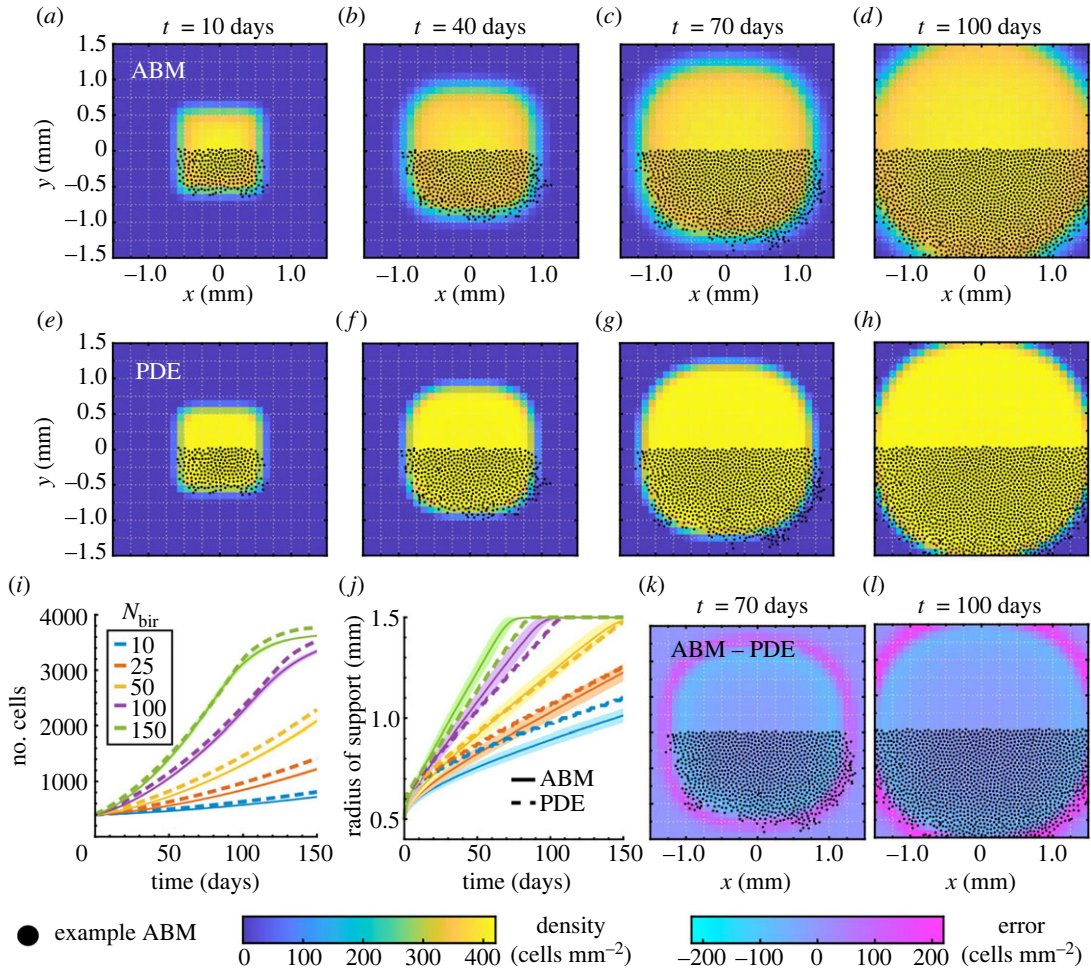 (a) t = 10 days (b) t = 40 days (c) t = 70 days (d) t = 100 days
ABM
1.5
1.0
0.5
0
−0.5
−1.0
−1.5
y (mm)
−1.0 0 1.0 −1.0 0 1.0 −1.0 0 1.0 −1.0 0 1.0
x (mm) x (mm) x (mm) x (mm)
(e) (f) (g) (h)
PDE
1.5
1.0
0.5
0
−0.5
−1.0
−1.5
y (mm)
(i)
4000
3000
2000
1000
no. cells
N_bir
10
25
50
100
150
0 50 100 150
time (days)
(j)
1.5
1.0
0.5
radius of support (mm)
ABM
PDE
0 50 100 150
time (days)
(k) t = 70 days (l) t = 100 days
ABM – PDE
−1.0 0 1.0 −1.0 0 1.0
x (mm) x (mm)
example ABM
0 100 200 300 400
density
(cells mm−2)
−200 −100 0 100 200
error
(cells mm−2)